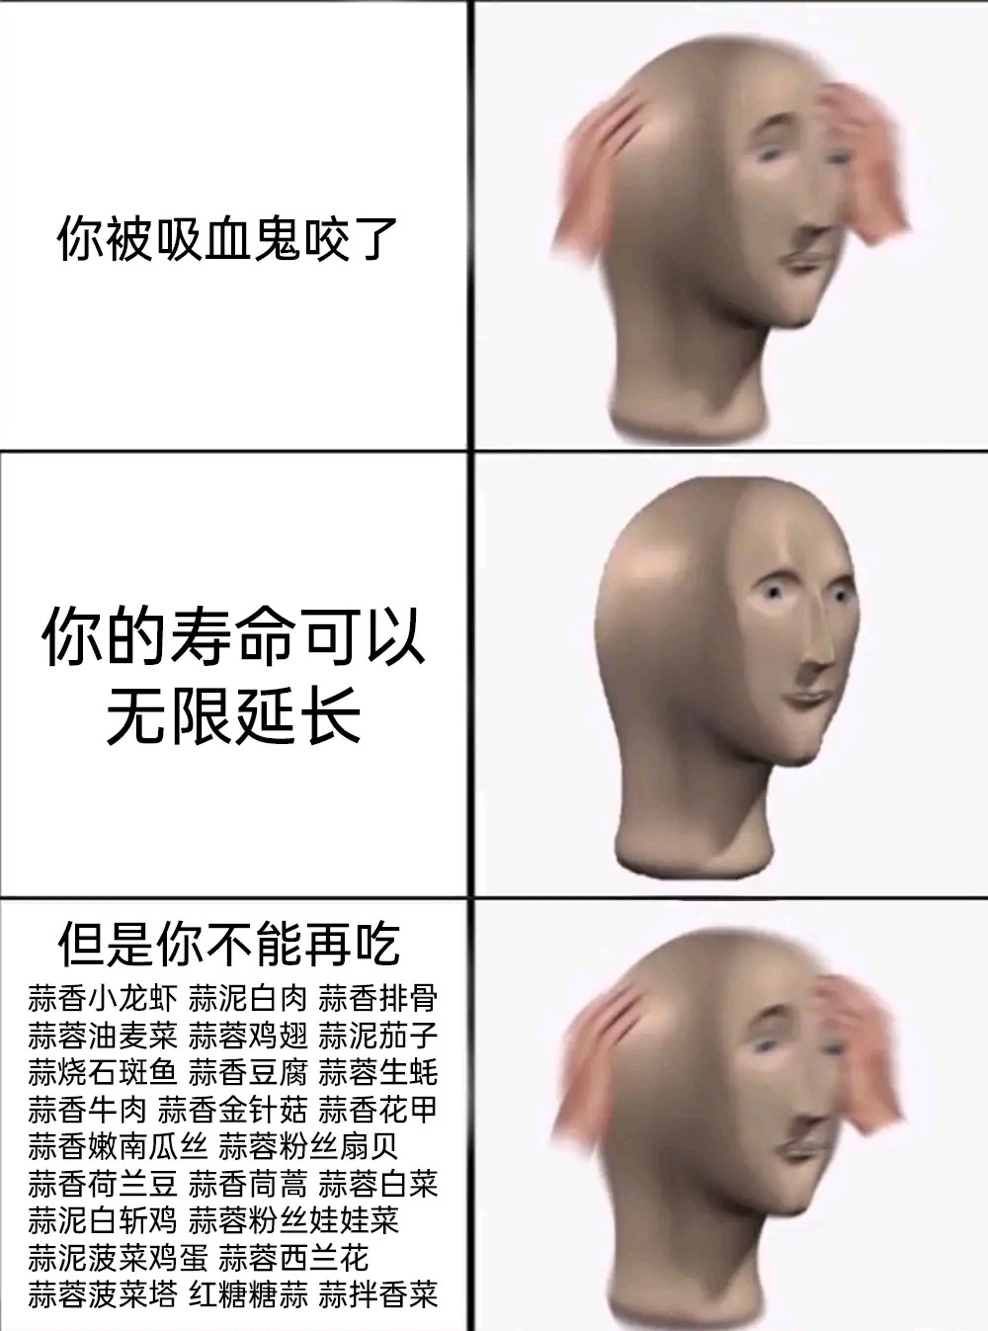 你被吸血鬼咬了
你的寿命可以
无限延长
但是你不能再吃
蒜香小龙虾 蒜泥白肉 蒜香排骨
蒜蓉油麦菜 蒜蓉鸡翅 蒜泥茄子
蒜烧石斑鱼 蒜香豆腐 蒜蓉生蚝
蒜香牛肉 蒜香金针菇 蒜香花甲
蒜香嫩南瓜丝 蒜蓉粉丝扇贝
蒜香荷兰豆 蒜香茼蒿 蒜蓉白菜
蒜泥白斩鸡 蒜蓉粉丝娃娃菜
蒜泥菠菜鸡蛋 蒜蓉西兰花
蒜蓉菠菜塔 红糖糖蒜 蒜拌香菜